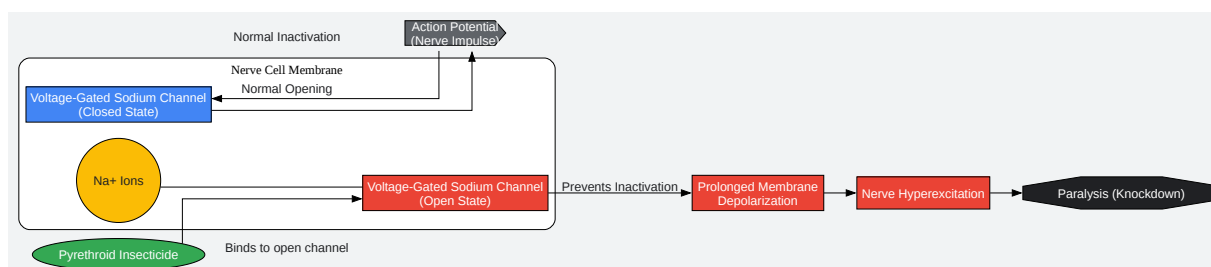 Action Potential
(Nerve Impulse)
Normal Inactivation
Nerve Cell Membrane
Normal Opening
Voltage-Gated Sodium Channel
(Closed State)
Na+ Ions
Voltage-Gated Sodium Channel
(Open State)
Prevents Inactivation
Prolonged Membrane
Depolarization
Nerve Hyperexcitation
Paralysis (Knockdown)
Binds to open channel
Pyrethroid Insecticide